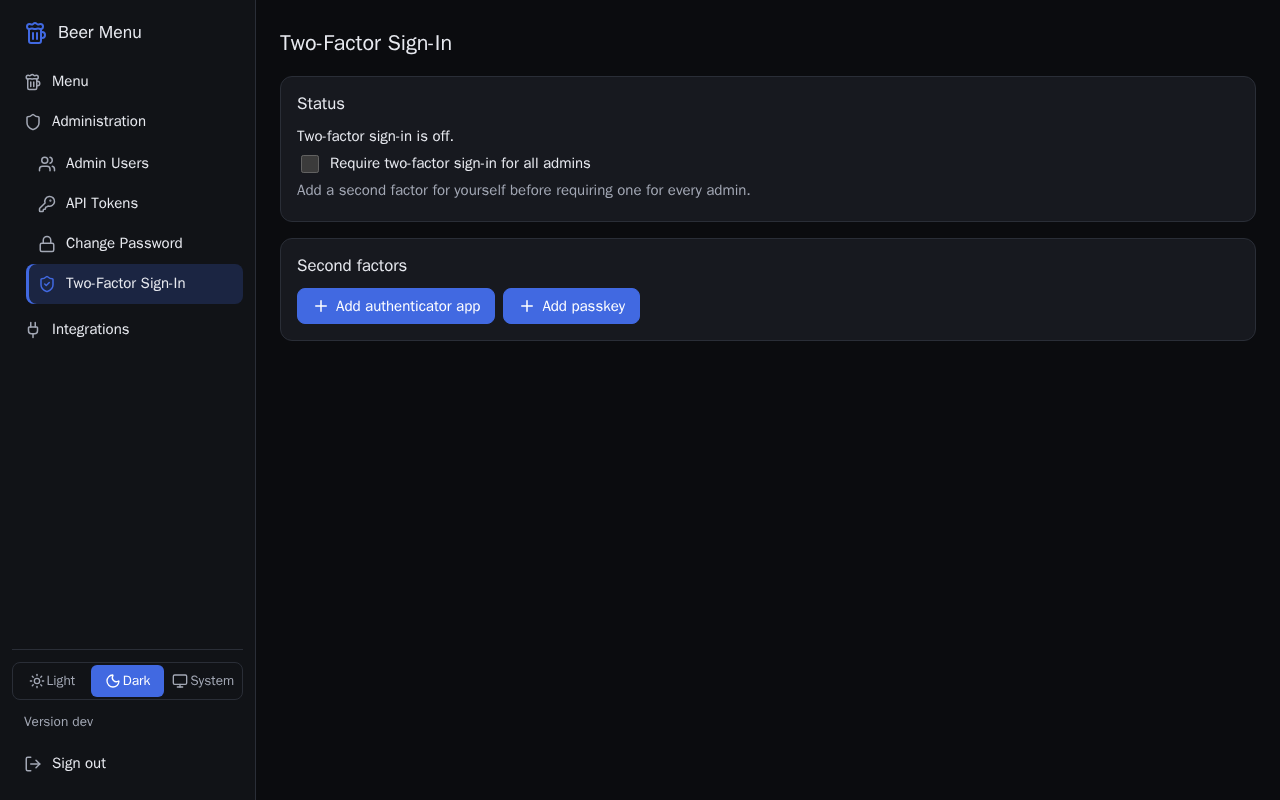 Beer Menu
Menu
Administration
Admin Users
API Tokens
Change Password
Two-Factor Sign-In
Integrations
Light
Dark
System
Version dev
Sign out
Two-Factor Sign-In
Status
Two-factor sign-in is off.
Require two-factor sign-in for all admins
Add a second factor for yourself before requiring one for every admin.
Second factors
Add authenticator app
Add passkey